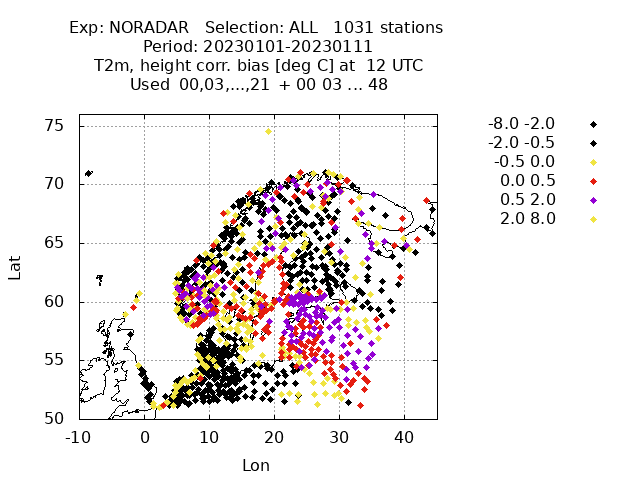 Exp: NORADAR   Selection: ALL   1031 stations
Period: 20230101-20230111
T2m, height corr. bias [deg C] at  12 UTC
Used  00,03,...,21  + 00 03 ... 48
-8.0 -2.0
-2.0 -0.5
-0.5 0.0
0.0 0.5
0.5 2.0
2.0 8.0
75
70
65
60
55
50
Lat
-10 0 10 20 30 40
Lon